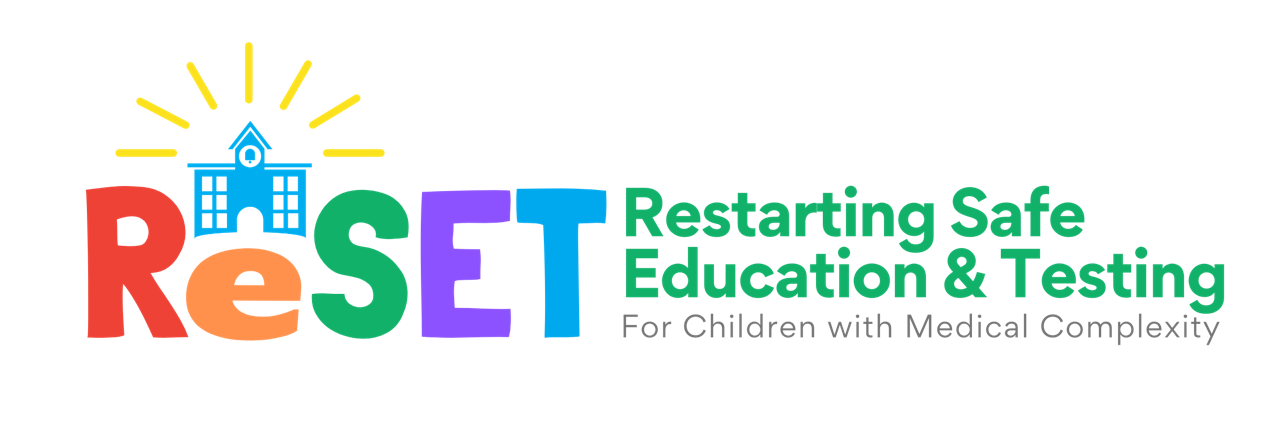 ReSET
Restarting Safe
Education & Testing
For Children with Medical Complexity